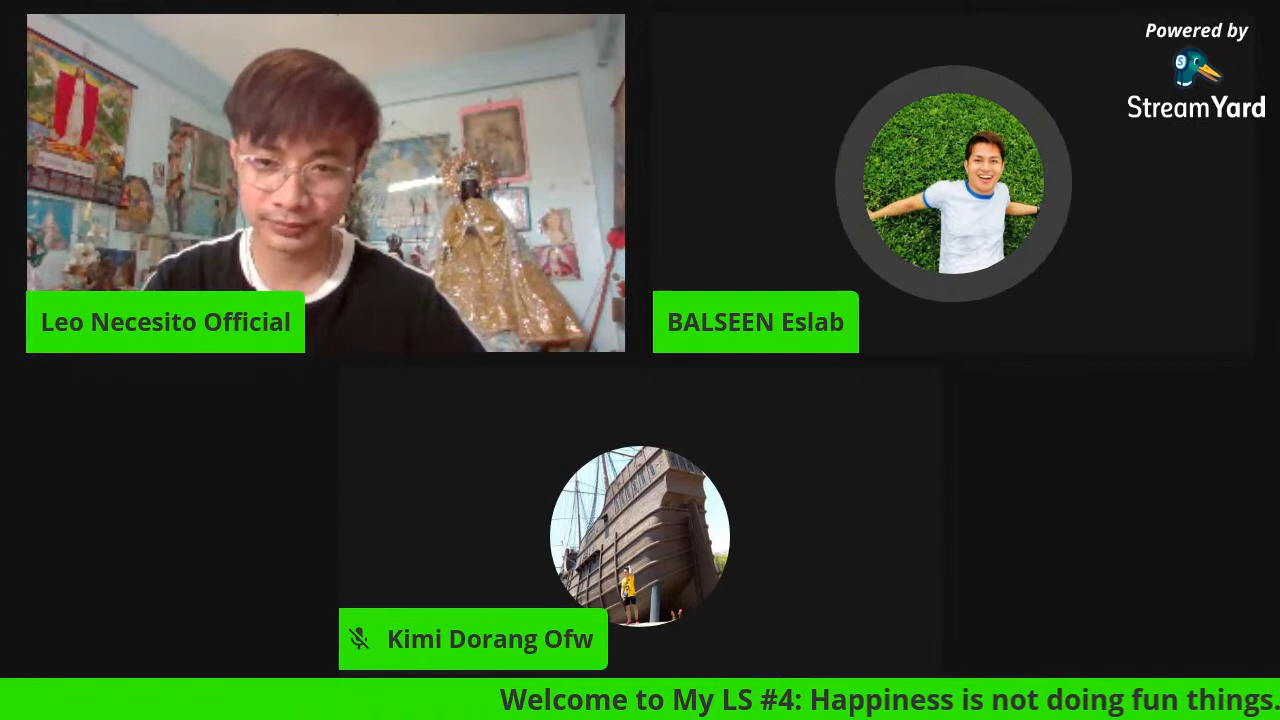 Powered by
StreamYard
Leo Necesito Official
BALSEEN Eslab
Kimi Dorang Ofw
Welcome to My LS #4: Happiness is not doing fun things.